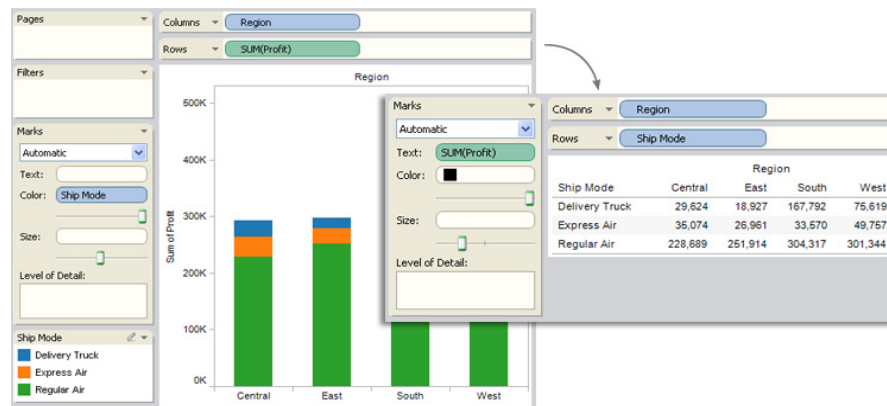 Pages
Columns Region
Rows SUM(Profit)
Filters
Marks
Automatic
Text:
Color: Ship Mode
Size:
Level of Detail:
Ship Mode
Delivery Truck
Express Air
Regular Air
Region
Sum of Profit
500K
400K
300K
200K
100K
0K
Central East South West
Marks
Automatic
Text: SUM(Profit)
Color:
Size:
Level of Detail:
Columns Region
Rows Ship Mode
Region
Ship Mode Central East South West
Delivery Truck 29,624 18,927 167,792 75,619
Express Air 35,074 26,961 33,570 49,757
Regular Air 228,689 251,914 304,317 301,344